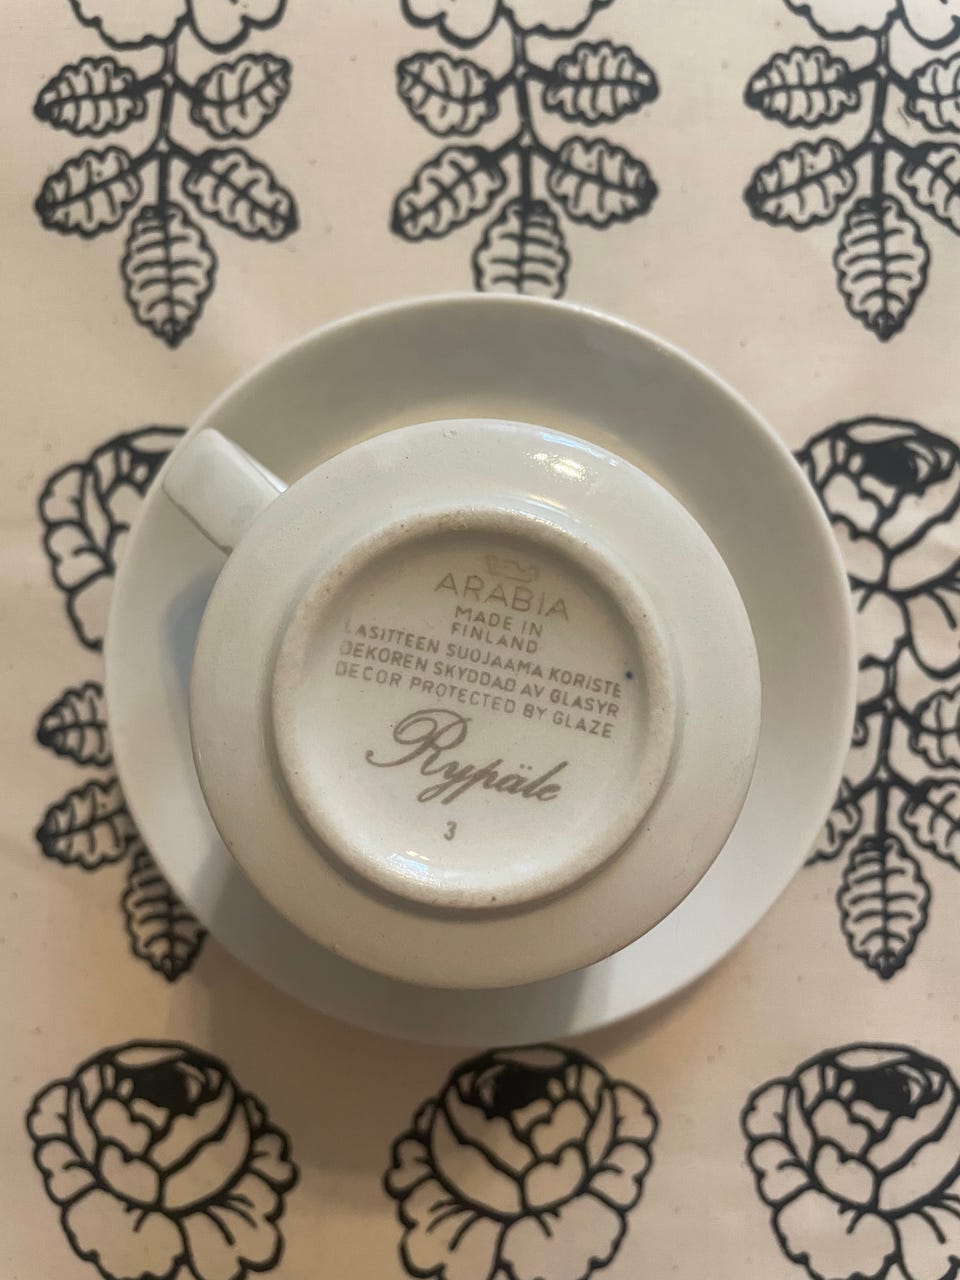 ARABIA
MADE IN
FINLAND
LASITTEEN SUOJAAMA KORISTE
DEKOREN SKYDDAD AV GLASYR
DECOR PROTECTED BY GLAZE
Rypäle
3